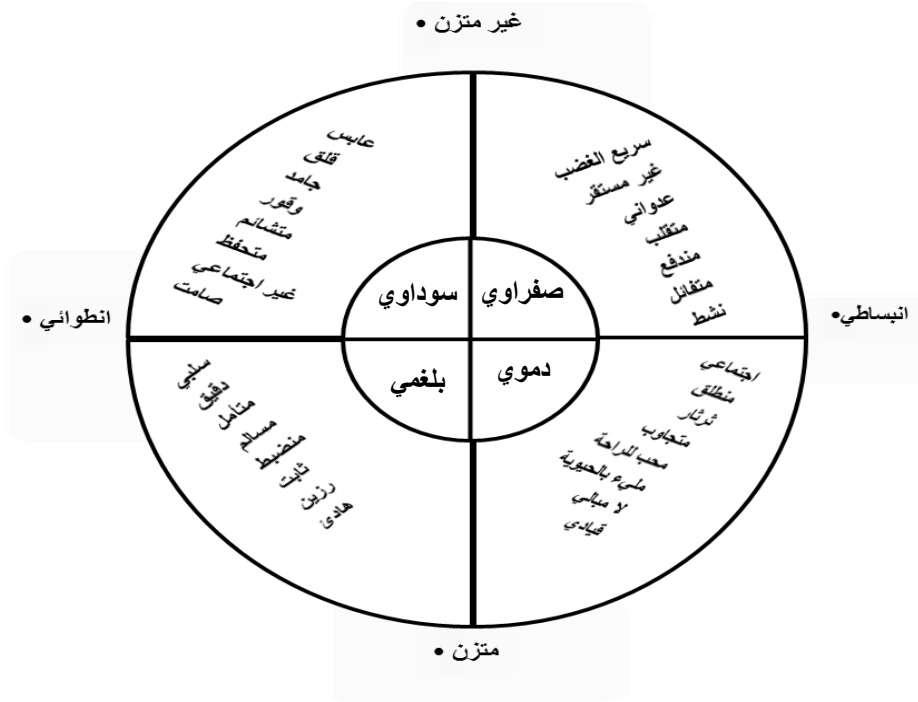 غير متزن •
عابس
قلق
جامد
وقور
متشائم
متحفظ
غير اجتماعي
صامت
سريع الغضب
غير مستقر
عدواني
متقلب
مندفع
متفائل
نشط
صفراوي
سوداوي
دموي
بلغمي
انبساطي•
انطوائي •
اجتماعي
منطلق
ثرثار
متجاوب
محب للراحة
مليء بالحيوية
لا مبالي
قيادي
سلبي
دقيق
متأمل
مسالم
منضبط
ثابت
رزين
هادئ
متزن •